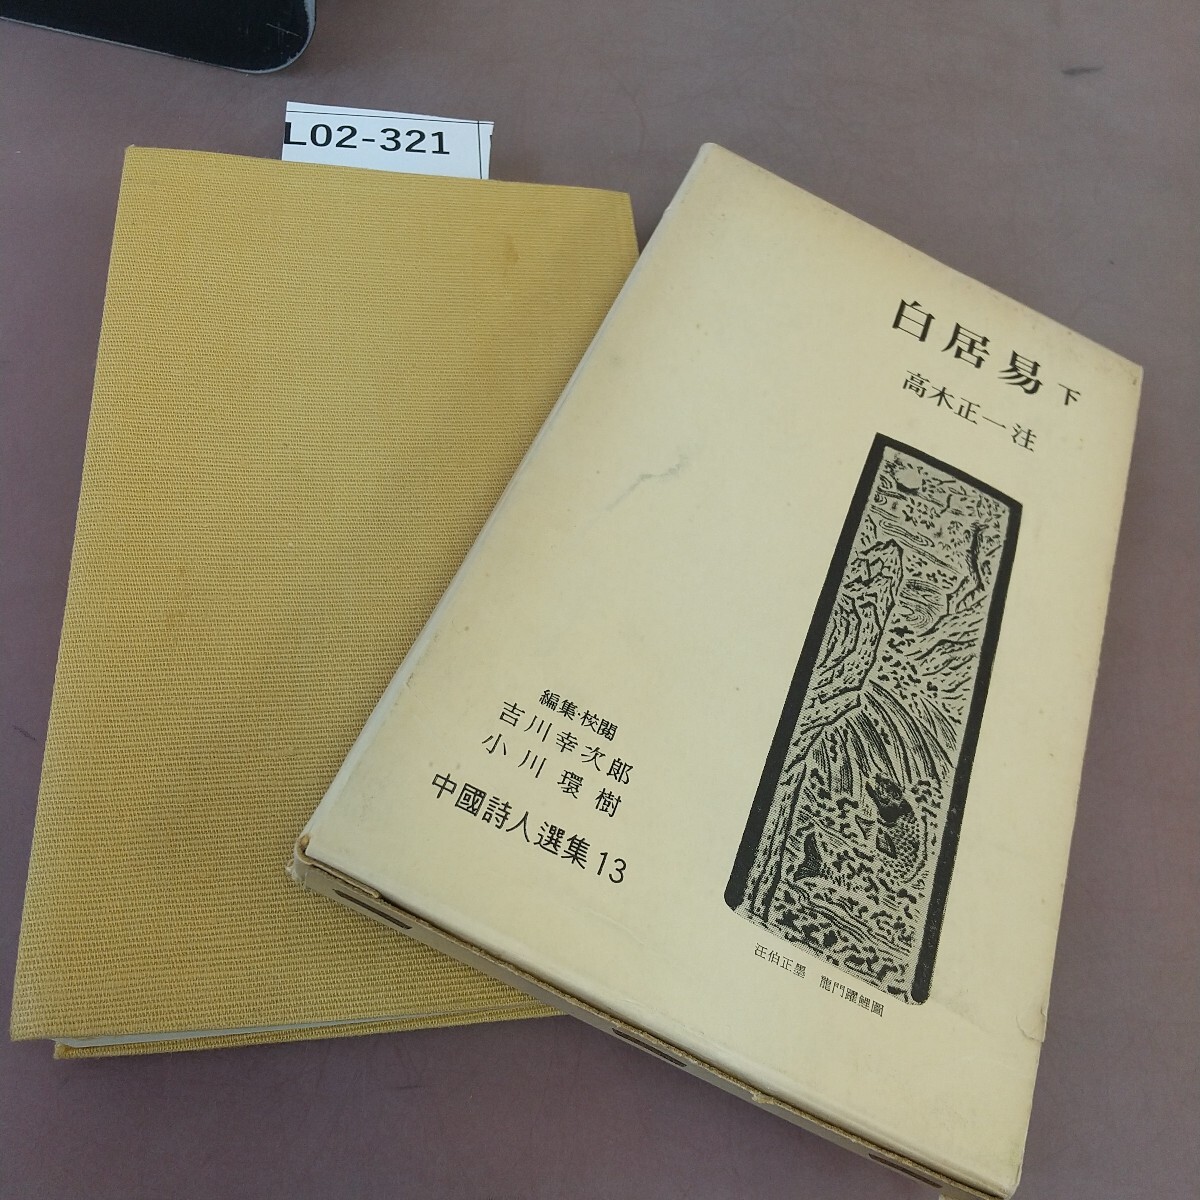 L02-321
白居易 下
高木正一注
編集・校閲
吉川幸次郎
小川環樹
中國詩人選集13
汪伯正墨 龍門躍鯉圖